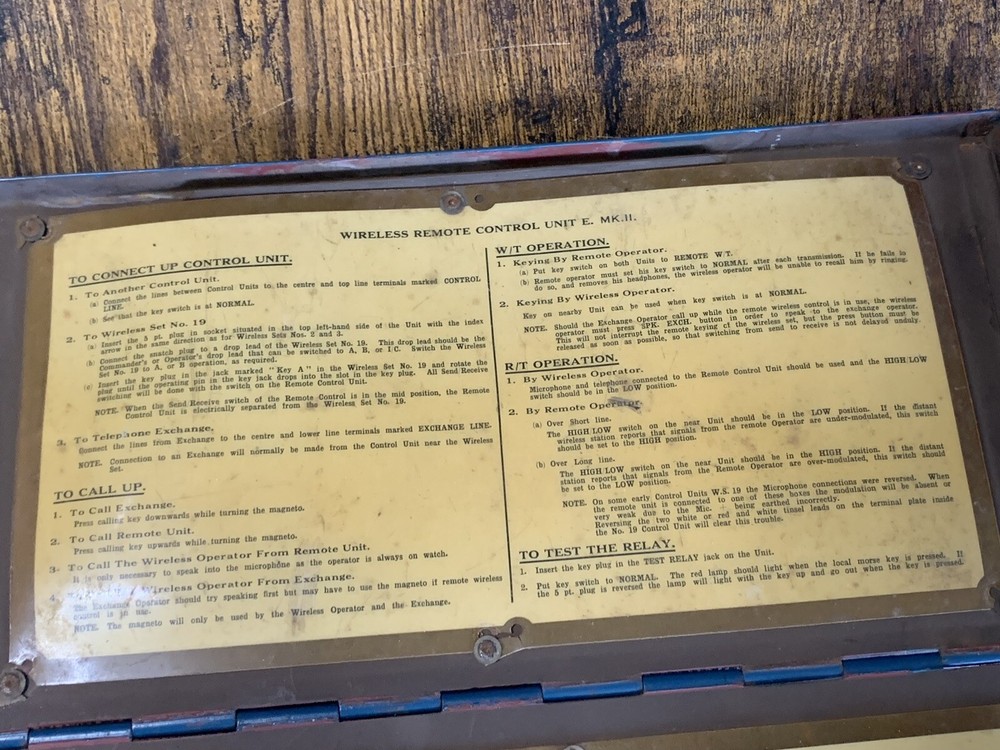 WIRELESS REMOTE CONTROL UNIT E. MK.II.
TO CONNECT UP CONTROL UNIT.
1. To Another Control Unit.
(a) Connect the lines between Control Units to the centre and top line terminals marked CONTROL
LINE.
(b) See that the key switch is at NORMAL.
2. To Wireless Set No. 19
(a) Insert the 5 pt. plug in socket situated in the top left-hand side of the Unit with the index
arrow in the same direction as for Wireless Sets Nos. 2 and 11.
(b) Connect the snatch plug to a drop lead of the Wireless Set No. 19. This drop lead should be the
Commander's or Operator's drop lead that can be switched to A, B, or I/C. Switch the Wireless
Set No. 19 to A, or B operation, as required.
(c) Insert the key plug in the jack marked "Key A" in the Wireless Set No. 19 and rotate the
plug until the operating pin in the key jack drops into the slot in the key plug. All Send/Receive
switching will be done with the switch on the Remote Control Unit.
NOTE. When the Send/Receive switch of the Remote Control is in the mid position, the Remote
Control Unit is electrically separated from the Wireless Set No. 19.
3. To Telephone Exchange.
Connect the lines from Exchange to the centre and lower line terminals marked EXCHANGE LINE.
NOTE. Connection to an Exchange will normally be made from the Control Unit near the Wireless
Set.
TO CALL UP.
1. To Call Exchange.
Press calling key downwards while turning the magneto.
2. To Call Remote Unit.
Press calling key upwards while turning the magneto.
3. To Call The Wireless Operator From Remote Unit.
It is only necessary to speak into the microphone as the operator is always on watch.
4. Wireless Operator From Exchange.
The Exchange Operator should try speaking first but may have to use the magneto if remote wireless
control is in use.
NOTE. The magneto will only be used by the Wireless Operator and the Exchange.
W/T OPERATION.
1. Keying By Remote Operator.
(a) Put key switch on both Units to REMOTE W/T.
(b) Remote operator must set his key switch to NORMAL after each transmission. If he fails to
do so, and removes his headphones, the wireless operator will be unable to recall him by ringing.
2. Keying By Wireless Operator.
Key on nearby Unit can be used when key switch is at NORMAL.
NOTE. Should the Exchange Operator call up while the remote wireless control is in use, the wireless
operator must press SPK. EXCH. button in order to speak to the exchange operator.
This will not interrupt the remote keying of the wireless set, but the press button must be
released as soon as possible, so that switching from send to receive is not delayed unduly.
R/T OPERATION.
1. By Wireless Operator.
Microphone and telephone connected to the Remote Control Unit should be used and the HIGH/LOW
switch should be in the LOW position.
2. By Remote Operator.
(a) Over Short line.
The HIGH/LOW switch on the near Unit should be in the LOW position. If the distant
wireless station reports that signals from the remote Operator are under-modulated, this switch
should be set to the HIGH position.
(b) Over Long line.
The HIGH/LOW switch on the near Unit should be in the HIGH position. If the distant
station reports that signals from the Remote Operator are over-modulated, this switch should
be set to the LOW position.
NOTE. On some early Control Units W.S. 19 the Microphone connections were reversed. When
the remote unit is connected to one of these boxes the modulation will be absent or
very weak due to the Mic. + being earthed incorrectly.
Reversing the two white or red and white tinsel leads on the terminal plate inside
the No. 19 Control Unit will clear this trouble.
TO TEST THE RELAY.
1. Insert the key plug in the TEST RELAY jack on the Unit.
2. Put key switch to NORMAL. The red lamp should light when the local morse key is pressed. If
the 5 pt. plug is reversed the lamp will light with the key up and go out when the key is pressed.